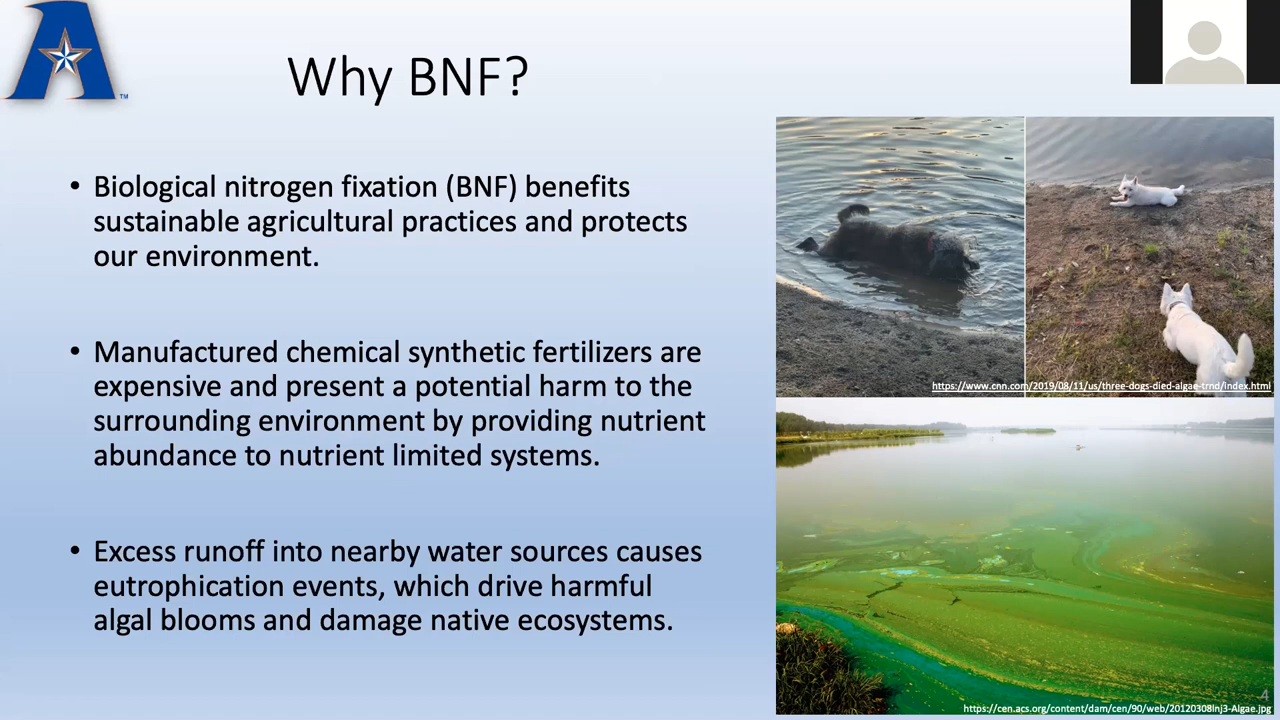 A
TM
Why BNF?
• Biological nitrogen fixation (BNF) benefits
sustainable agricultural practices and protects
our environment.
• Manufactured chemical synthetic fertilizers are
expensive and present a potential harm to the
surrounding environment by providing nutrient
abundance to nutrient limited systems.
• Excess runoff into nearby water sources causes
eutrophication events, which drive harmful
algal blooms and damage native ecosystems.
https://www.cnn.com/2019/08/11/us/three-dogs-died-algae-trnd/index.html
4
https://cen.acs.org/content/dam/cen/90/web/20120308lnj3-Algae.jpg